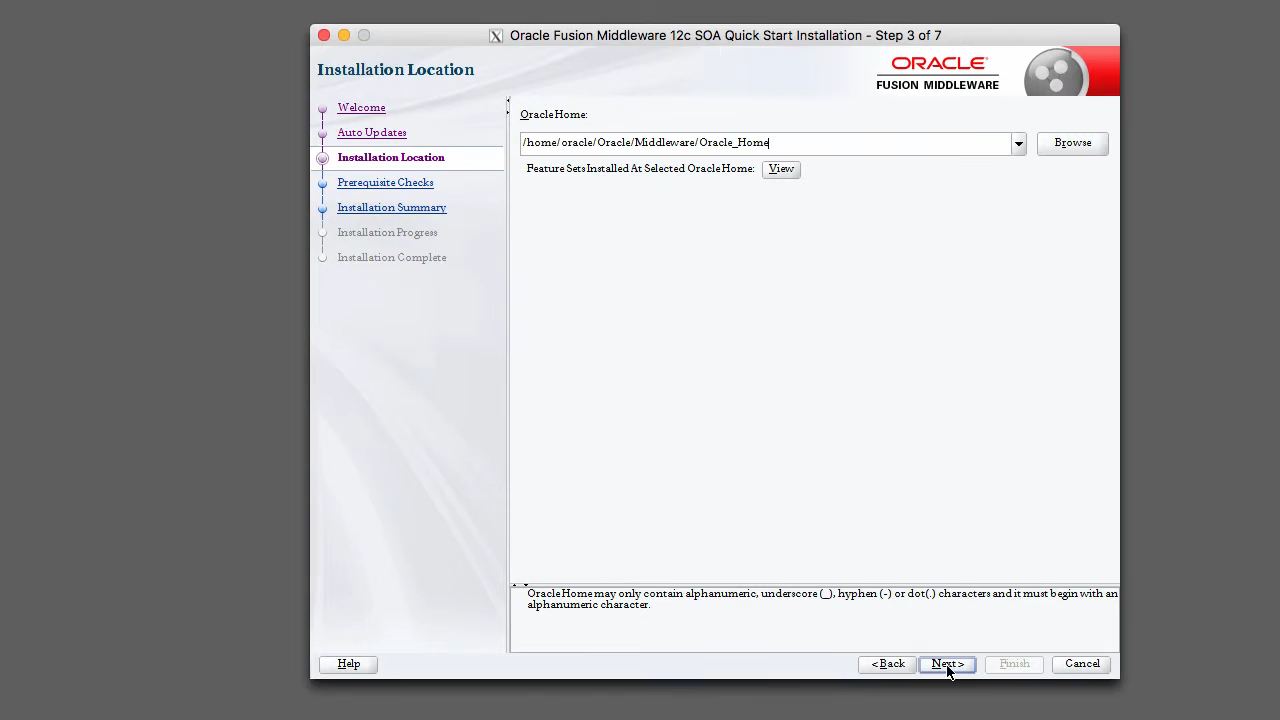 Oracle Fusion Middleware 12c SOA Quick Start Installation - Step 3 of 7
Installation Location
ORACLE®
FUSION MIDDLEWARE
Welcome
Auto Updates
Installation Location
Prerequisite Checks
Installation Summary
Installation Progress
Installation Complete
Oracle Home:
/home/oracle/Oracle/Middleware/Oracle_Home
Browse
Feature Sets Installed At Selected Oracle Home:
View
Oracle Home may only contain alphanumeric, underscore (_), hyphen (-) or dot(.) characters and it must begin with an
alphanumeric character.
Help
< Back
Next >
Finish
Cancel